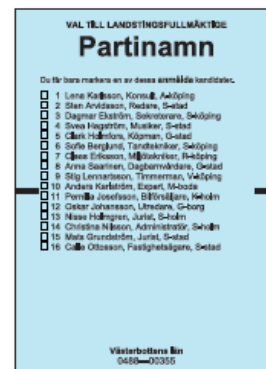 VAL TILL LANDSTINGSFULLMÄKTIGE
Partinamn
Du får bara markera en av dessa anmälda kandidater.
1 Lena Karlsson, Konsult, A-köping
2 Sten Arvidsson, Redare, S-stad
3 Dagmar Ekström, Sekreterare, S-köping
4 Svea Hagström, Musiker, S-stad
5 Clark Holmfors, Köpman, G-stad
6 Sofie Berglund, Tandtekniker, S-köping
7 Claes Eriksson, Miljötekniker, R-köping
8 Anna Saarinen, Dagbarnvårdare, G-stad
9 Stig Lennartsson, Timmerman, V-köping
10 Anders Karlström, Expert, M-boda
11 Pernilla Josefsson, Bilförsäljare, K-holm
12 Oskar Johansson, Utredare, G-borg
13 Nisse Holmgren, Jurist, S-holm
14 Christina Nilsson, Administratör, S-holm
15 Mats Grundström, Jurist, S-stad
16 Calle Ottosson, Fastighetsägare, S-stad
Västerbottens län
0488—00355